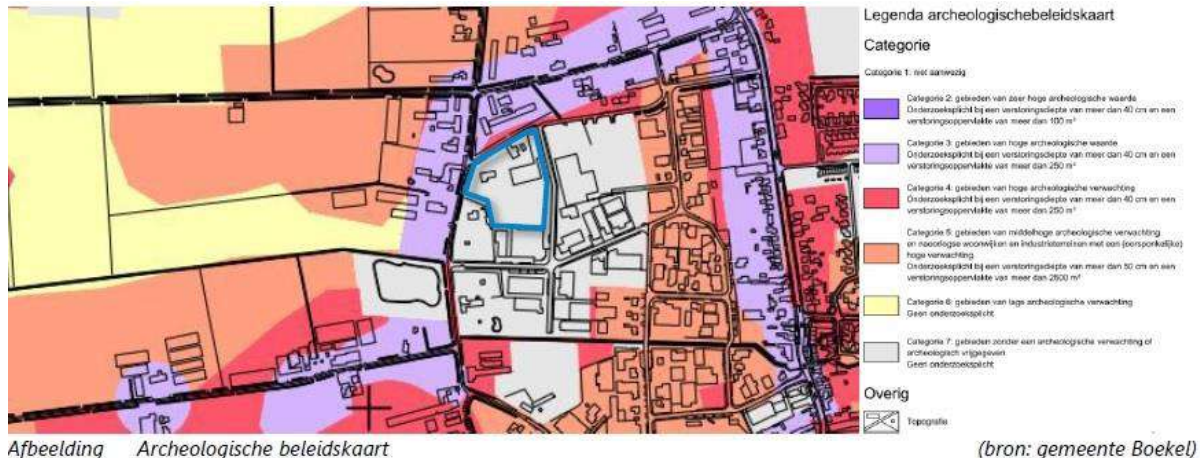 Legenda archeologischebeleidskaart
Categorie
Categorie 1: niet aanwezig
Categorie 2: gebieden van zeer hoge archeologische waarde
Onderzoeksplicht bij een verstoringsdiepte van meer dan 40 cm en een
verstoringsoppervlakte van meer dan 100 m²
Categorie 3: gebieden van hoge archeologische waarde
Onderzoeksplicht bij een verstoringsdiepte van meer dan 40 cm en een
verstoringsoppervlakte van meer dan 250 m²
Categorie 4: gebieden van hoge archeologische verwachting
Onderzoeksplicht bij een verstoringsdiepte van meer dan 40 cm en een
verstoringsoppervlakte van meer dan 250 m²
Categorie 5: gebieden van middelhoge archeologische verwachting
en naoorlogse woonwijken en industrieterreinen met een (oorspronkelijke)
hoge verwachting
Onderzoeksplicht bij een verstoringsdiepte van meer dan 50 cm en een
verstoringsoppervlakte van meer dan 2500 m²
Categorie 6: gebieden van lage archeologische verwachting
Geen onderzoeksplicht
Categorie 7: gebieden zonder een archeologische verwachting of
archeologisch vrijgegeven
Geen onderzoeksplicht
Overig
Topografie
Afbeelding Archeologische beleidskaart (bron: gemeente Boekel)